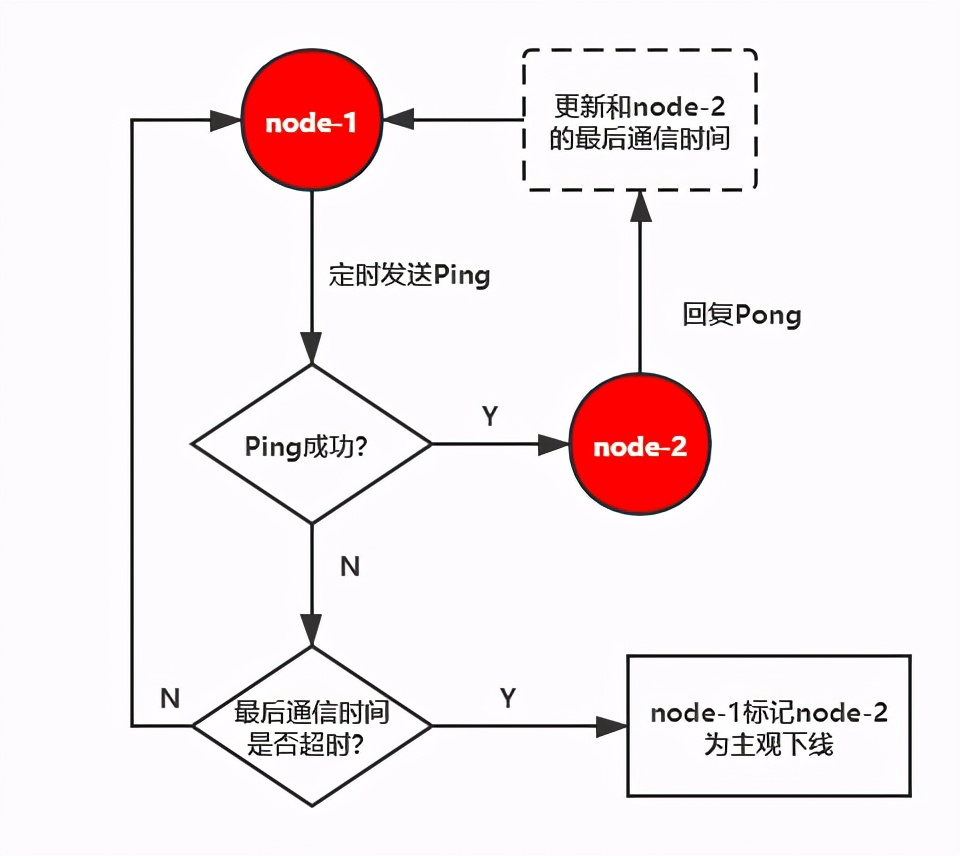 node-1
更新和node-2
的最后通信时间
定时发送Ping
回复Pong
Ping成功?
Y
node-2
N
最后通信时间
是否超时?
N
Y
node-1标记node-2
为主观下线